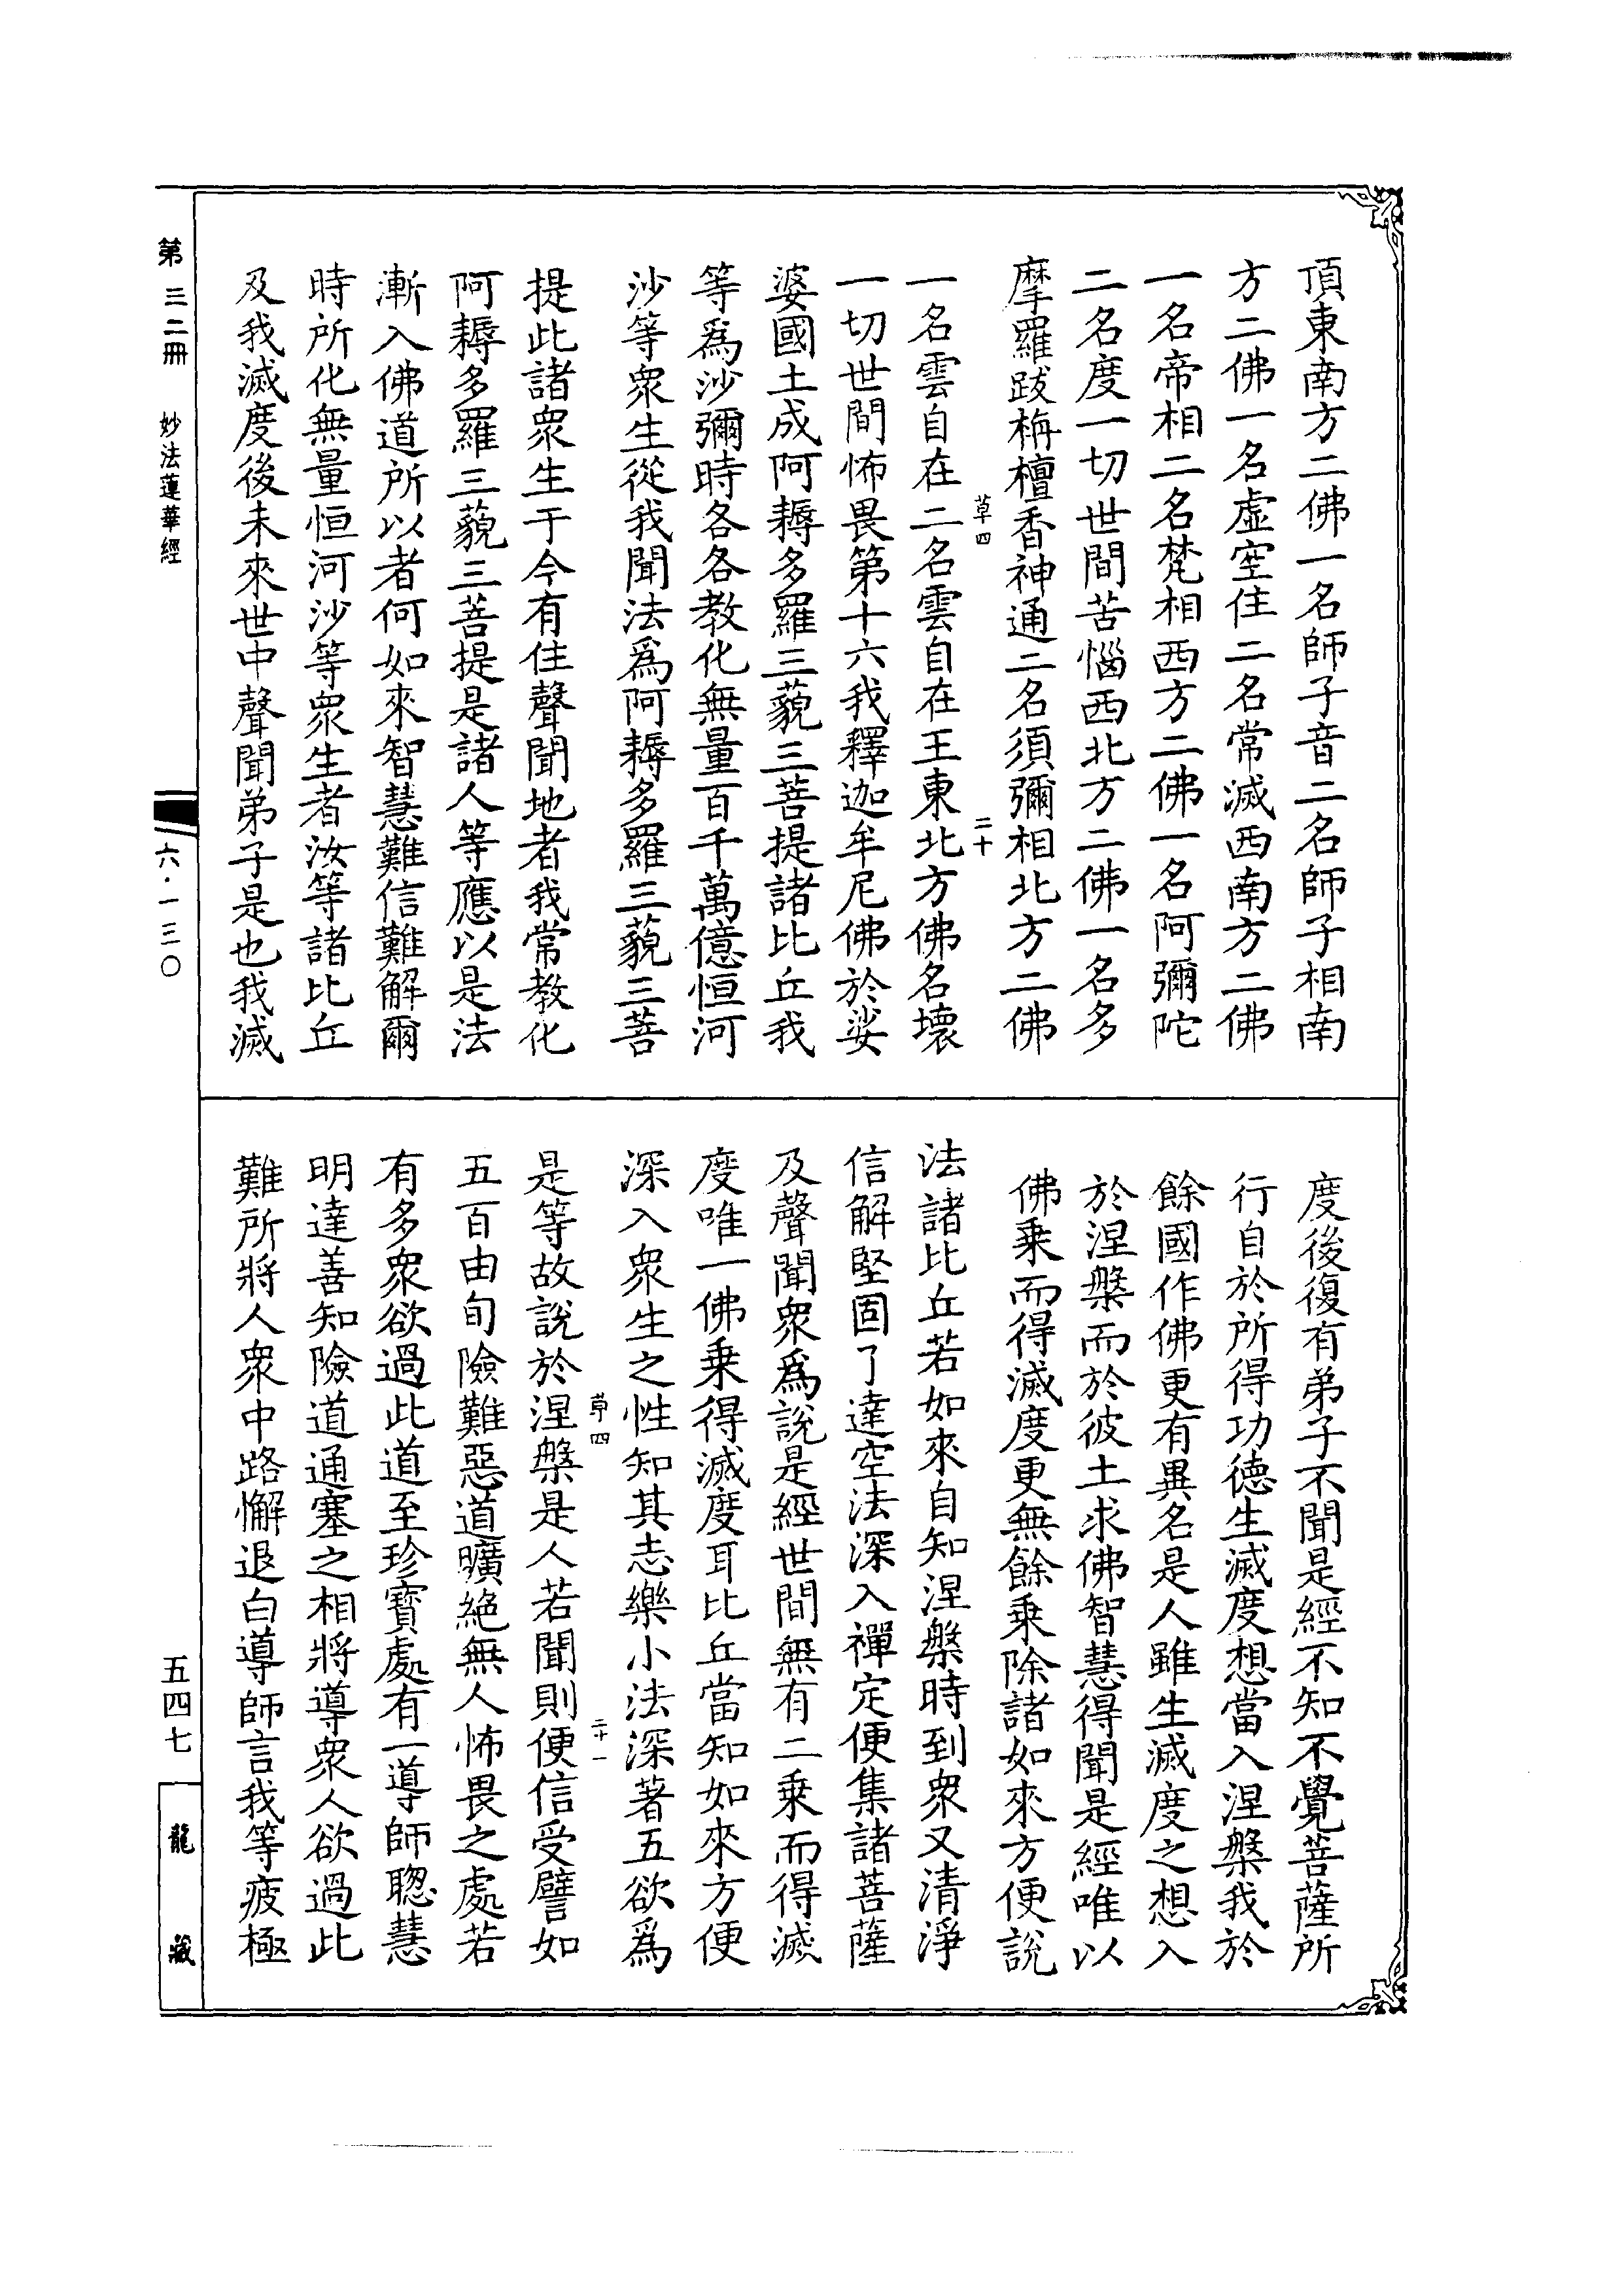 頂東南方二佛一名師子音二名師子相南
方二佛一名虛空住二名常滅西南方二佛
一名帝相二名梵相西方二佛一名阿彌陀
二名度一切世間苦惱西北方二佛一名多
摩羅跋栴檀香神通二名須彌相北方二佛
草四 二十
一名雲自在二名雲自在王東北方佛名壞
一切世間怖畏第十六我釋迦牟尼佛於娑
婆國土成阿耨多羅三藐三菩提諸比丘我
等爲沙彌時各各教化無量百千萬億恒河
沙等衆生從我聞法爲阿耨多羅三藐三菩
提此諸衆生于今有住聲聞地者我常教化
阿耨多羅三藐三菩提是諸人等應以是法
漸入佛道所以者何如來智慧難信難解爾
時所化無量恒河沙等衆生者汝等諸比丘
及我滅度後未來世中聲聞弟子是也我滅
度後復有弟子不聞是經不知不覺菩薩所
行自於所得功德生滅度想當入涅槃我於
餘國作佛更有異名是人雖生滅度之想入
於涅槃而於彼土求佛智慧得聞是經唯以
佛乘而得滅度更無餘乘除諸如來方便說
法諸比丘若如來自知涅槃時到衆又清淨
信解堅固了達空法深入禪定便集諸菩薩
及聲聞衆爲說是經世間無有二乘而得滅
度唯一佛乘得滅度耳比丘當知如來方便
深入衆生之性知其志樂小法深著五欲爲
草四 二十一
是等故說於涅槃是人若聞則便信受譬如
五百由旬險難惡道曠絕無人怖畏之處若
有多衆欲過此道至珍寶處有一導師聰慧
明達善知險道通塞之相將導衆人欲過此
難所將人衆中路懈退白導師言我等疲極
第三二冊 妙法蓮華經
六·一三〇
五四七
龍藏